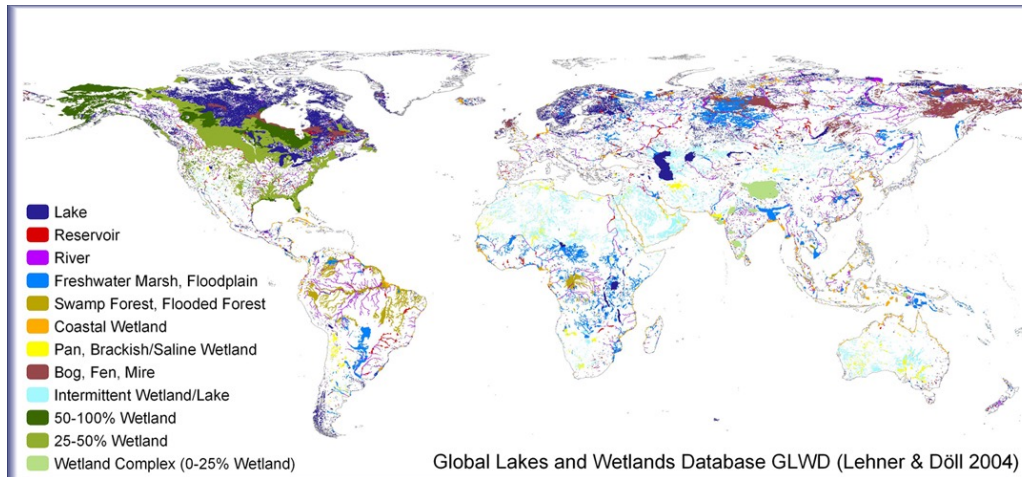 Lake
Reservoir
River
Freshwater Marsh, Floodplain
Swamp Forest, Flooded Forest
Coastal Wetland
Pan, Brackish/Saline Wetland
Bog, Fen, Mire
Intermittent Wetland/Lake
50-100% Wetland
25-50% Wetland
Wetland Complex (0-25% Wetland)
Global Lakes and Wetlands Database GLWD (Lehner & Döll 2004)